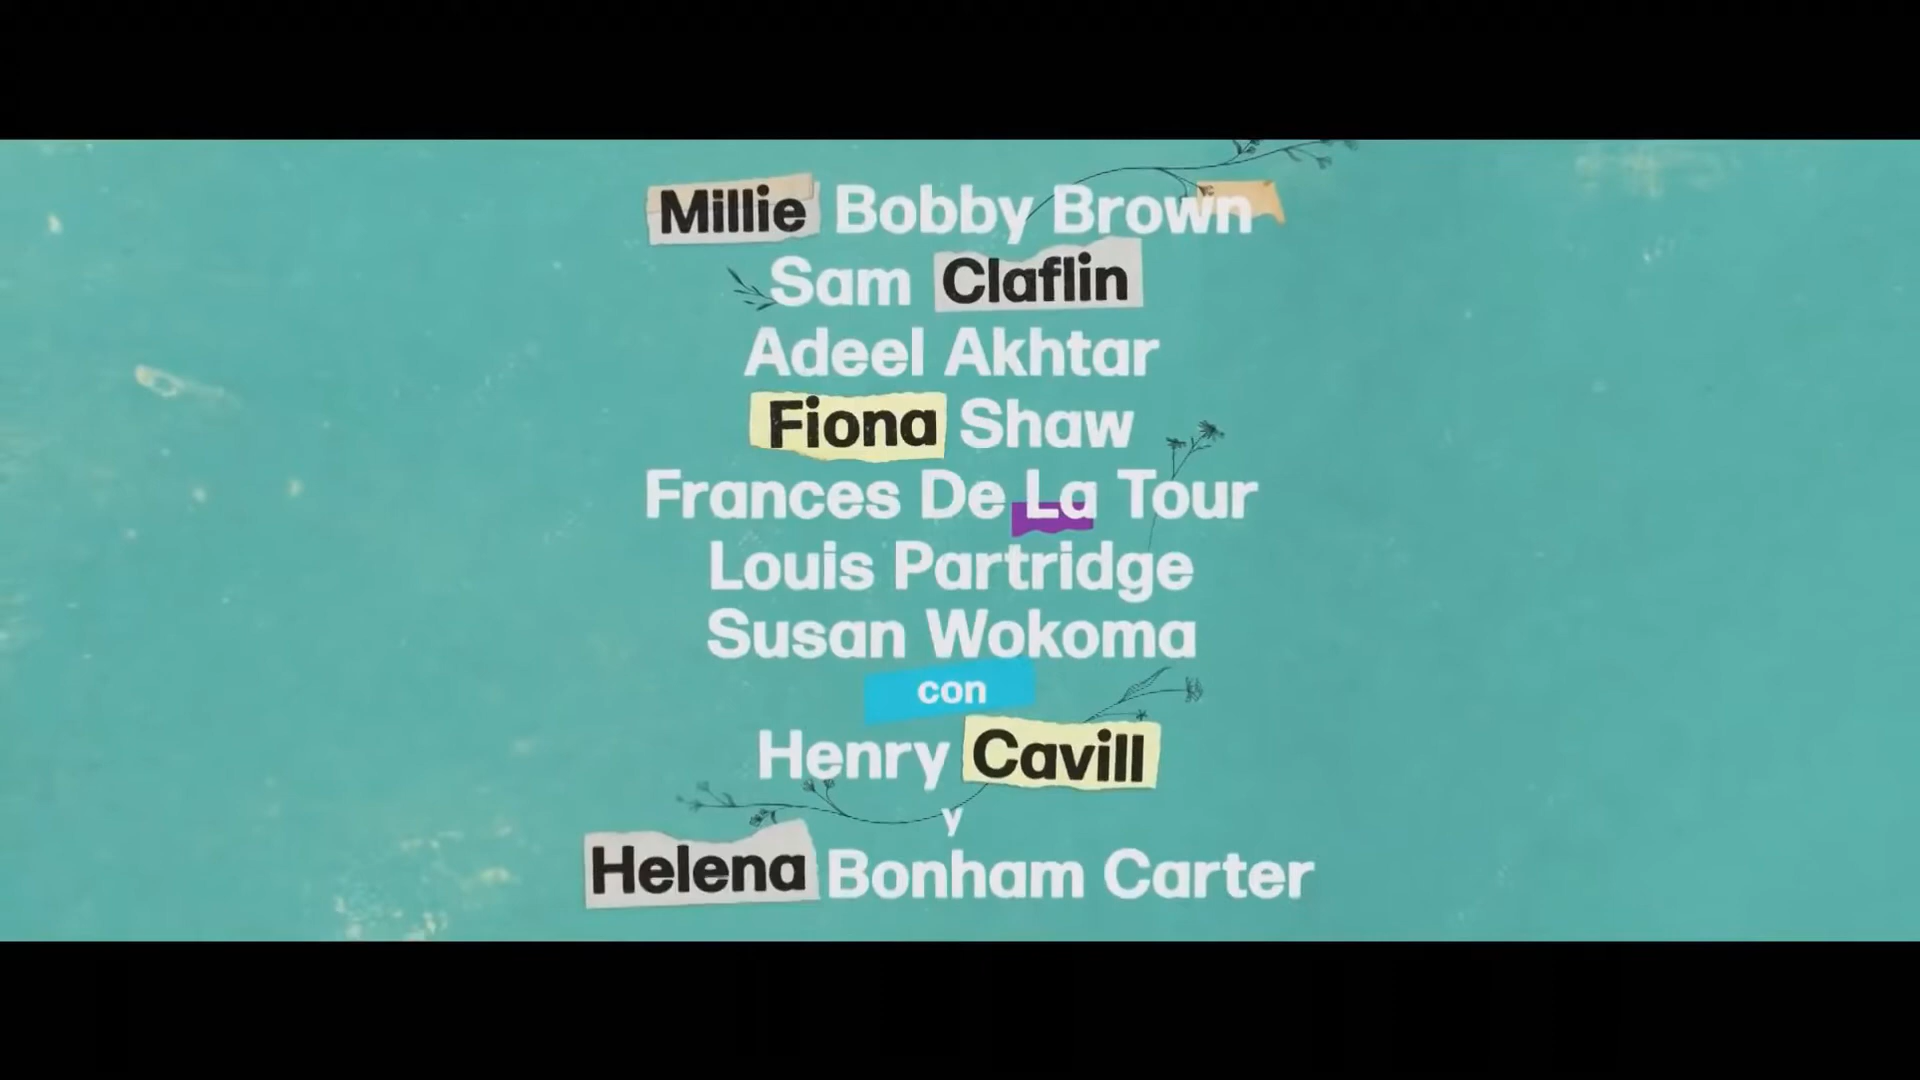 Millie Bobby Brown
Sam Claflin
Adeel Akhtar
Fiona Shaw
Frances De La Tour
Louis Partridge
Susan Wokoma
con
Henry Cavill
y
Helena Bonham Carter